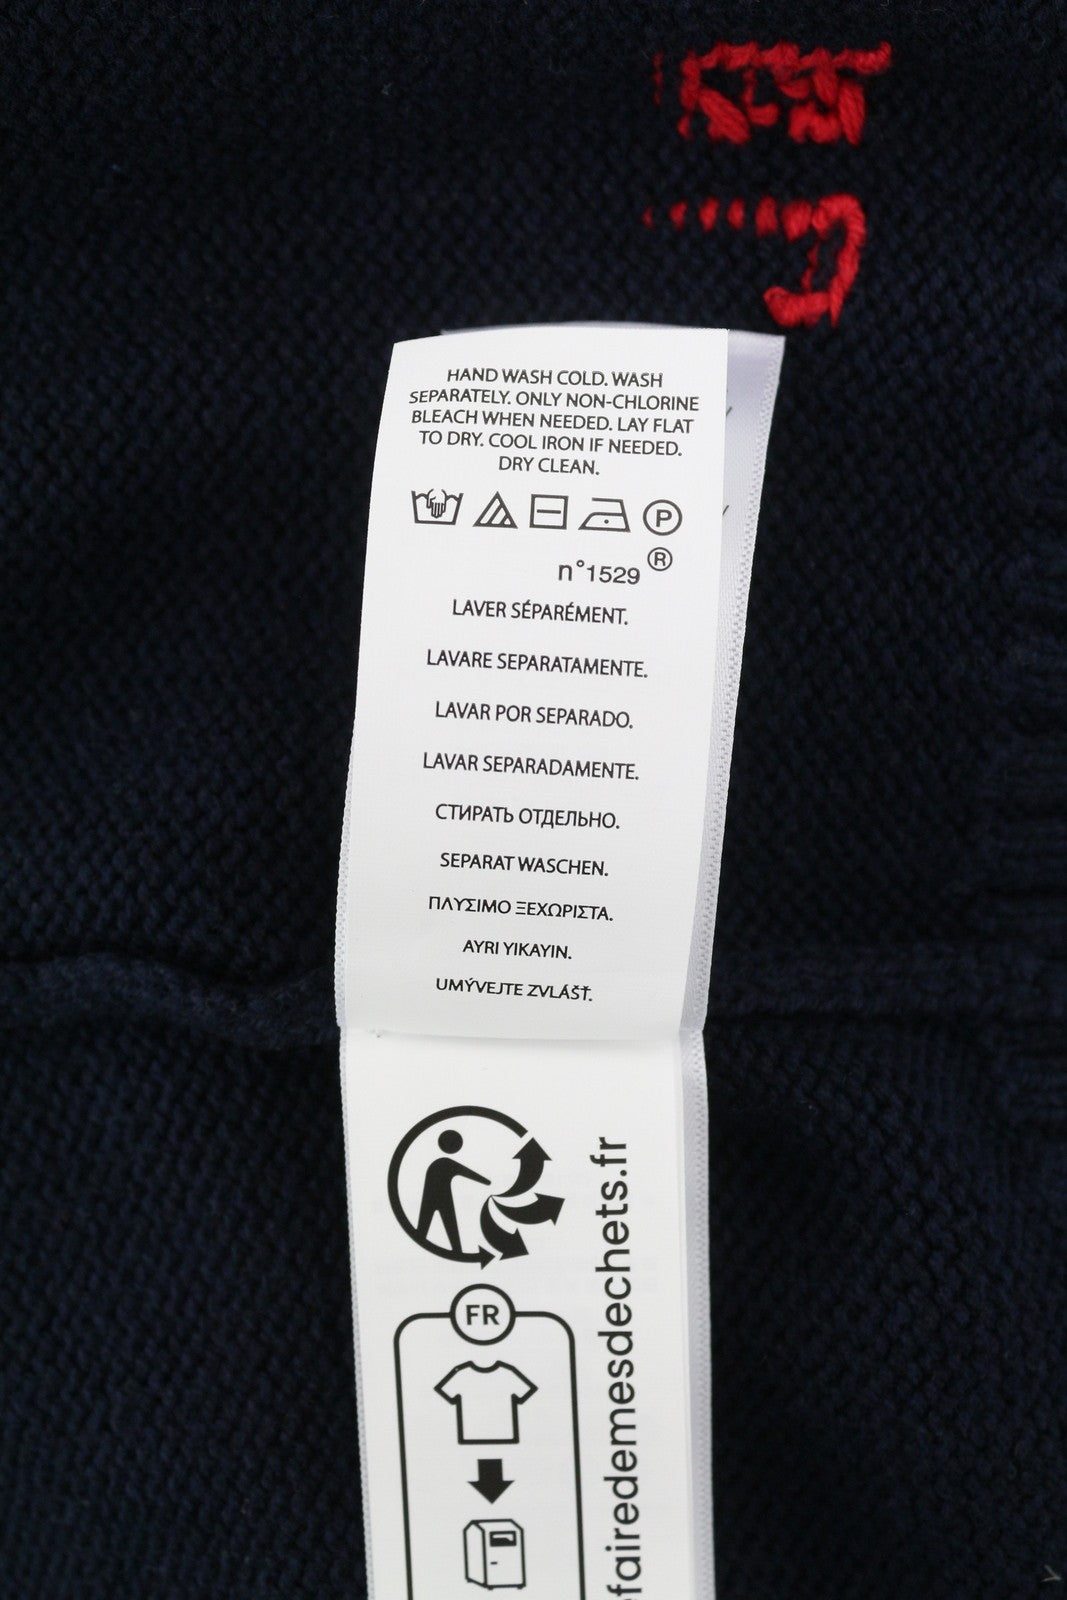 HAND WASH COLD. WASH
SEPARATELY. ONLY NON-CHLORINE
BLEACH WHEN NEEDED. LAY FLAT
TO DRY. COOL IRON IF NEEDED.
DRY CLEAN.
P
n°1529®
LAVER SÉPARÉMENT.
LAVARE SEPARATAMENTE.
LAVAR POR SEPARADO.
LAVAR SEPARADAMENTE.
СТИРАТЬ ОТДЕЛЬНО.
SEPARAT WASCHEN.
ΠΛΥΣΙΜΟ ΞΕΧΩΡΙΣΤΑ.
AYRI YIKAYIN.
UMÝVEJTE ZVLÁŠŤ.
FR
efairedemesdechets.fr